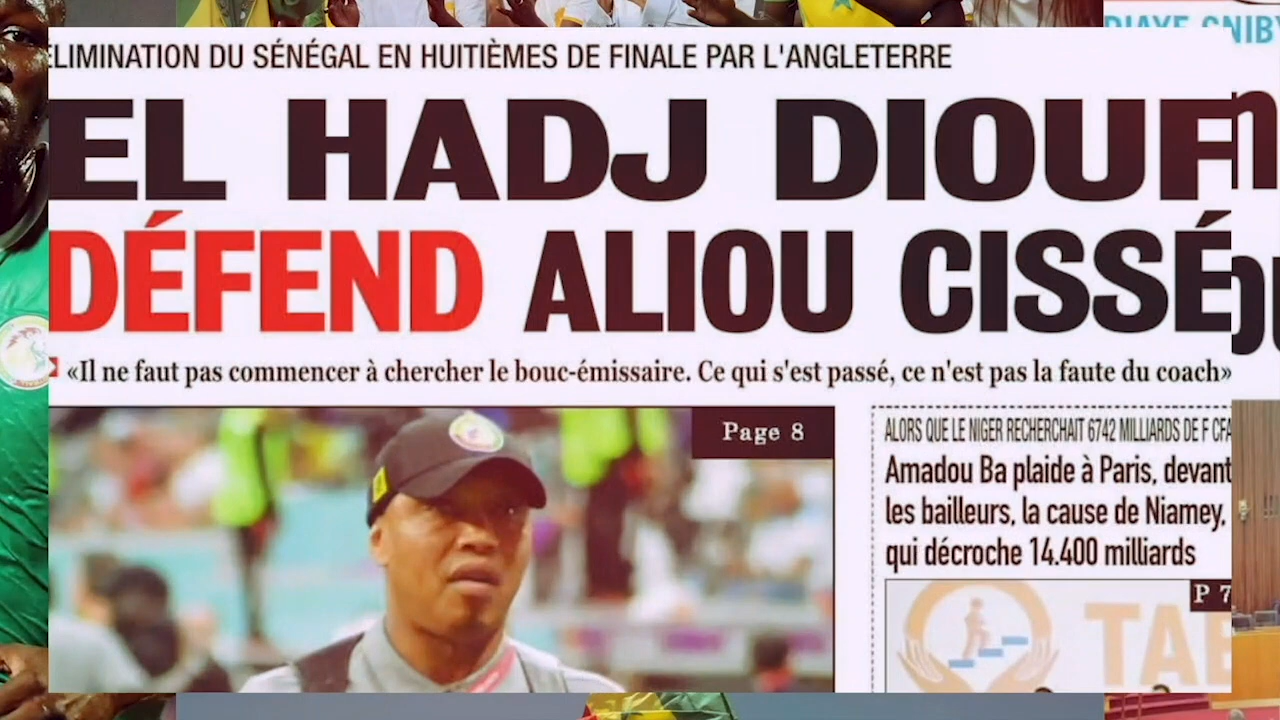 ELIMINATION DU SÉNÉGAL EN HUITIÈMES DE FINALE PAR L'ANGLETERRE
EL HADJ DIOUF
DÉFEND ALIOU CISSÉ
«Il ne faut pas commencer à chercher le bouc-émissaire. Ce qui s'est passé, ce n'est pas la faute du coach»
Page 8
ALORS QUE LE NIGER RECHERCHAIT 6742 MILLIARDS DE F CFA
Amadou Ba plaide à Paris, devant
les bailleurs, la cause de Niamey,
qui décroche 14.400 milliards
P 7